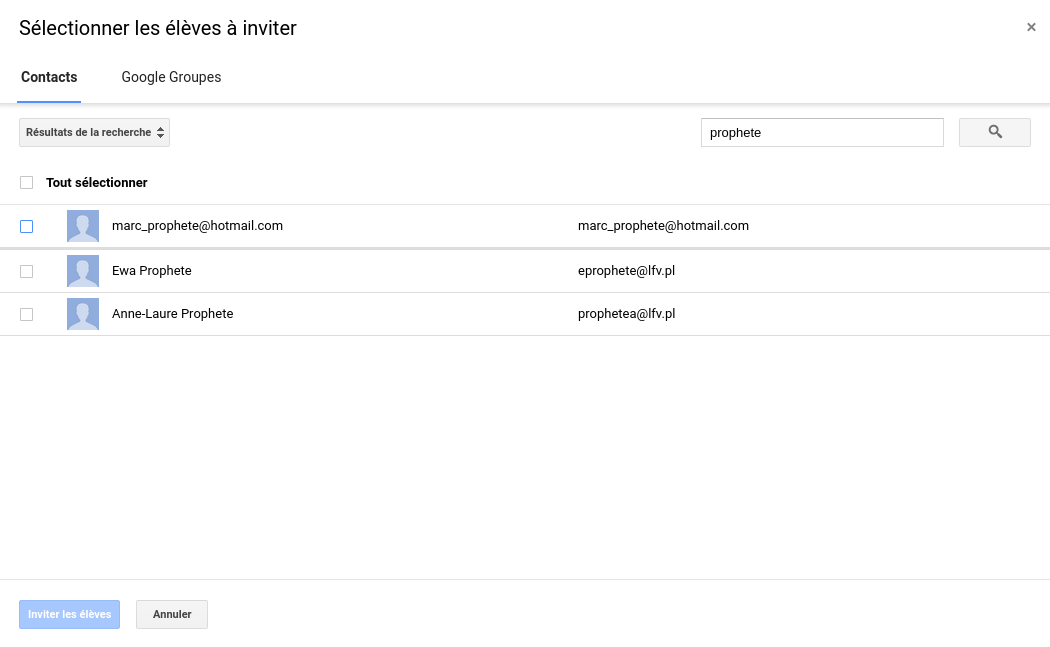 Sélectionner les élèves à inviter
×
Contacts Google Groupes
Résultats de la recherche prophete
Tout sélectionner
marc_prophete@hotmail.com marc_prophete@hotmail.com
Ewa Prophete eprophete@lfv.pl
Anne-Laure Prophete prophetea@lfv.pl
Inviter les élèves Annuler